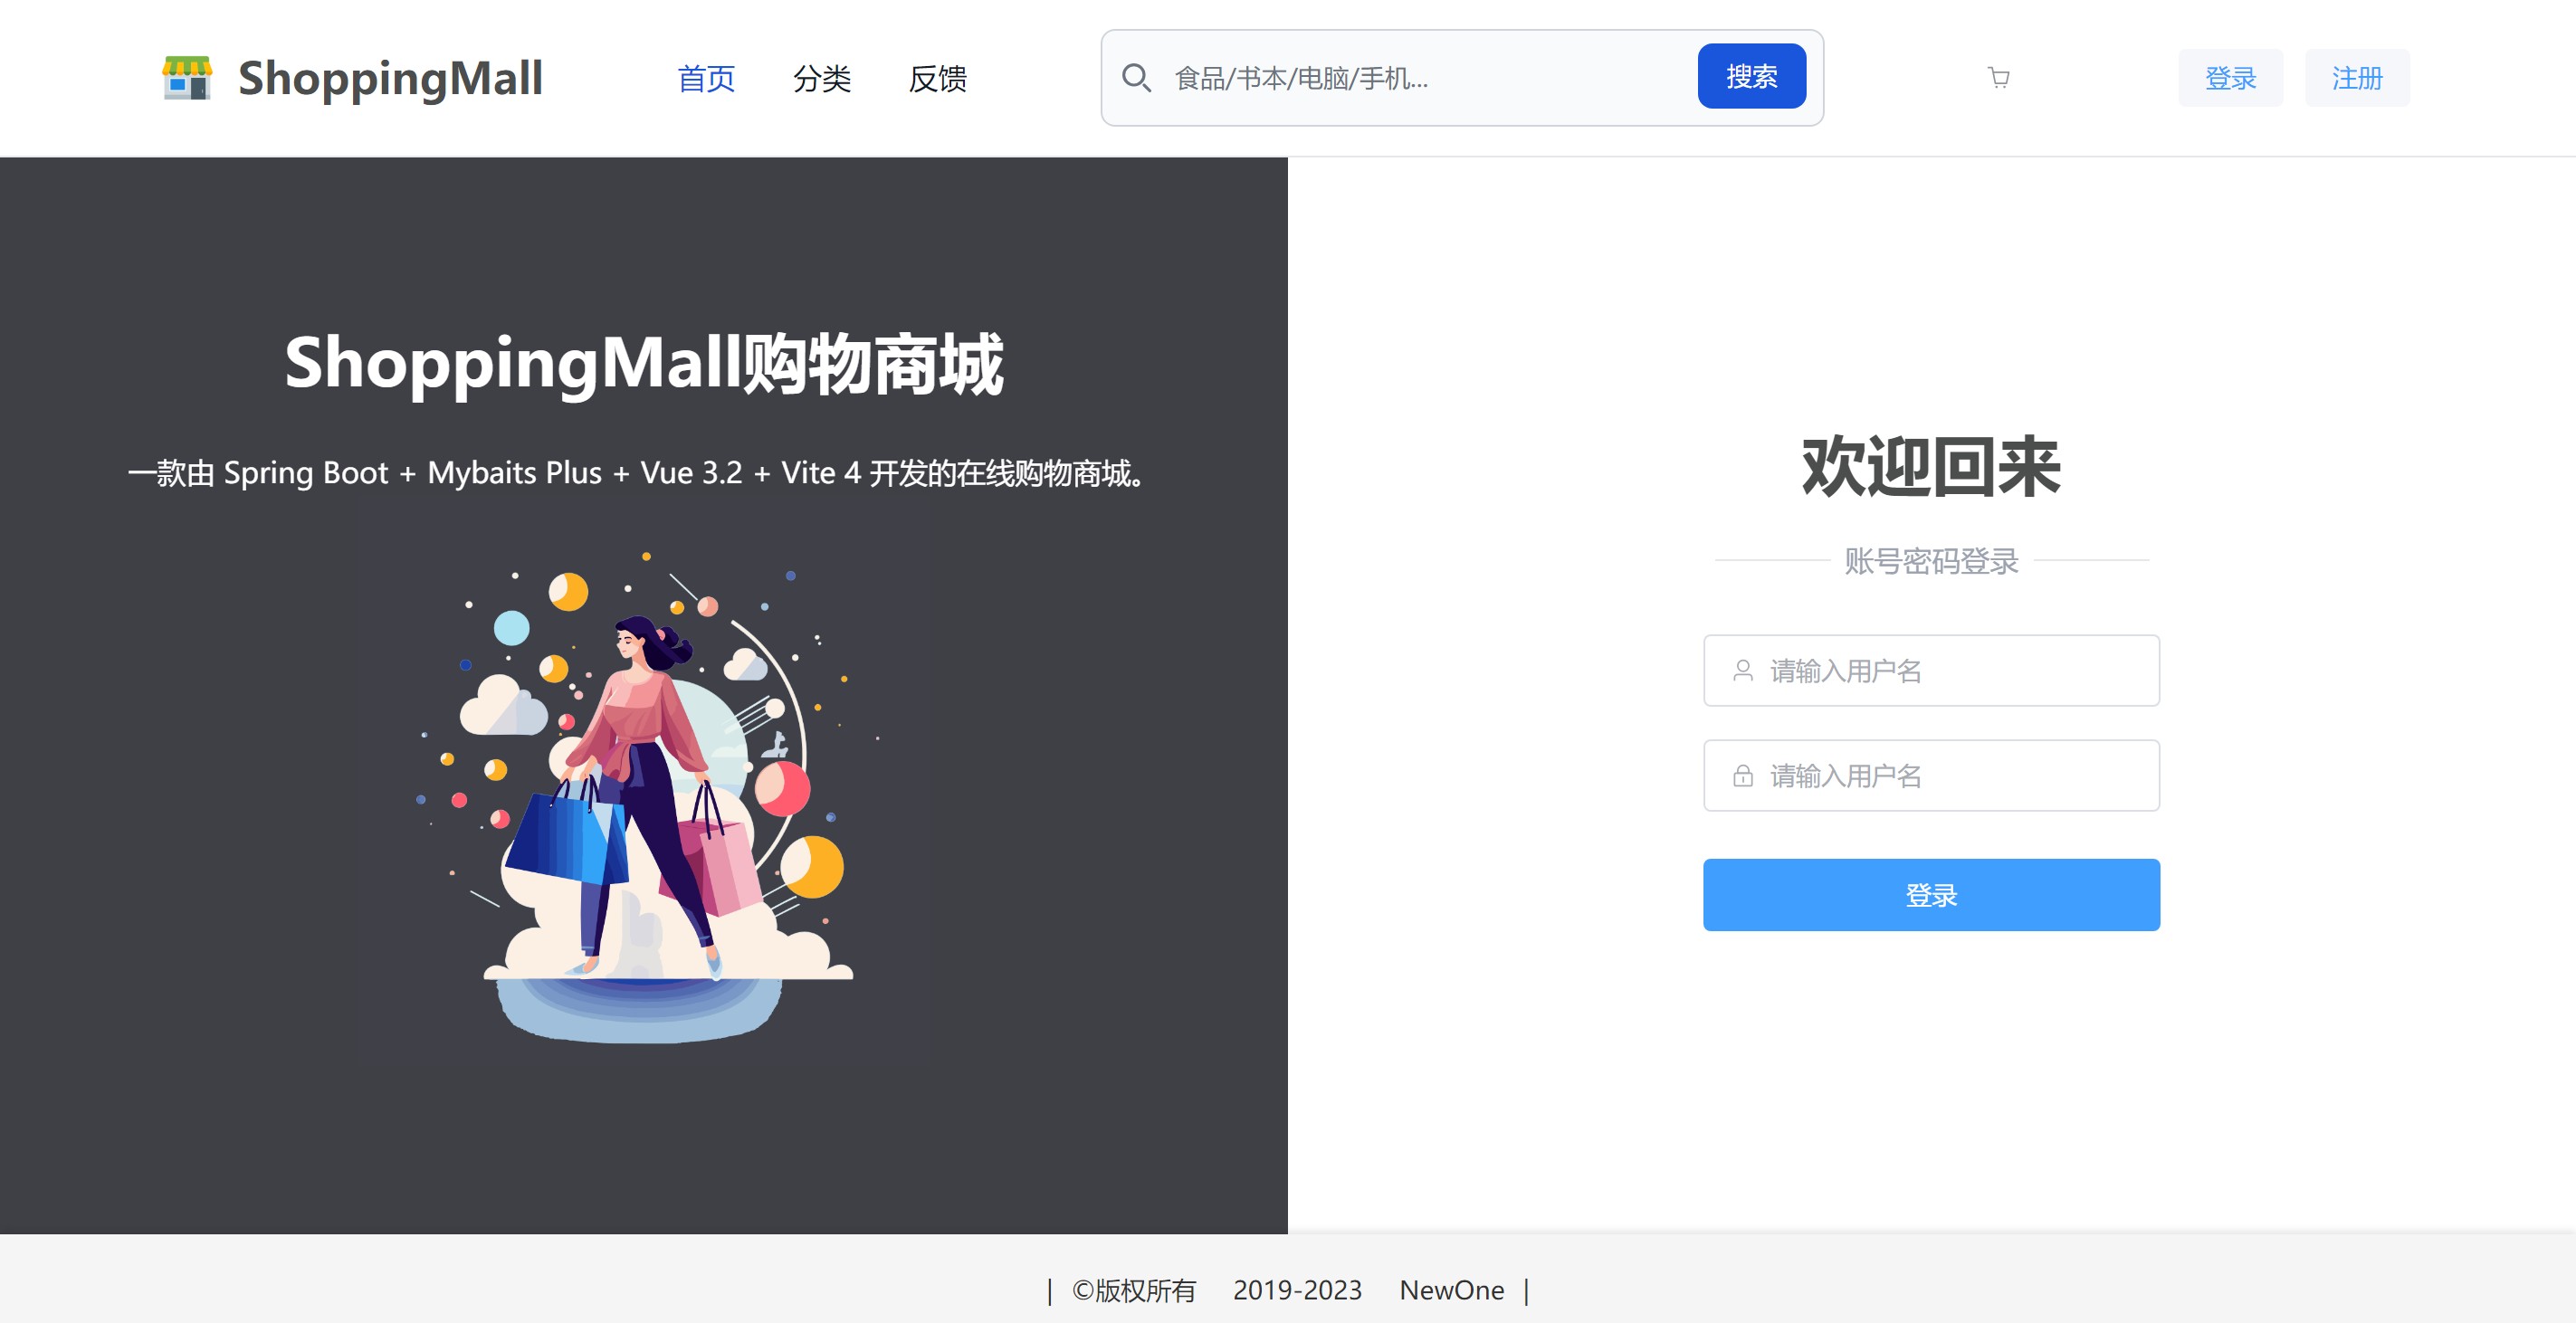 ShoppingMall
首页 分类 反馈
食品/书本/电脑/手机...
搜索
登录 注册
ShoppingMall购物商城
一款由 Spring Boot + Mybaits Plus + Vue 3.2 + Vite 4 开发的在线购物商城。
欢迎回来
账号密码登录
请输入用户名
请输入用户名
登录
| ©版权所有 2019-2023 NewOne |